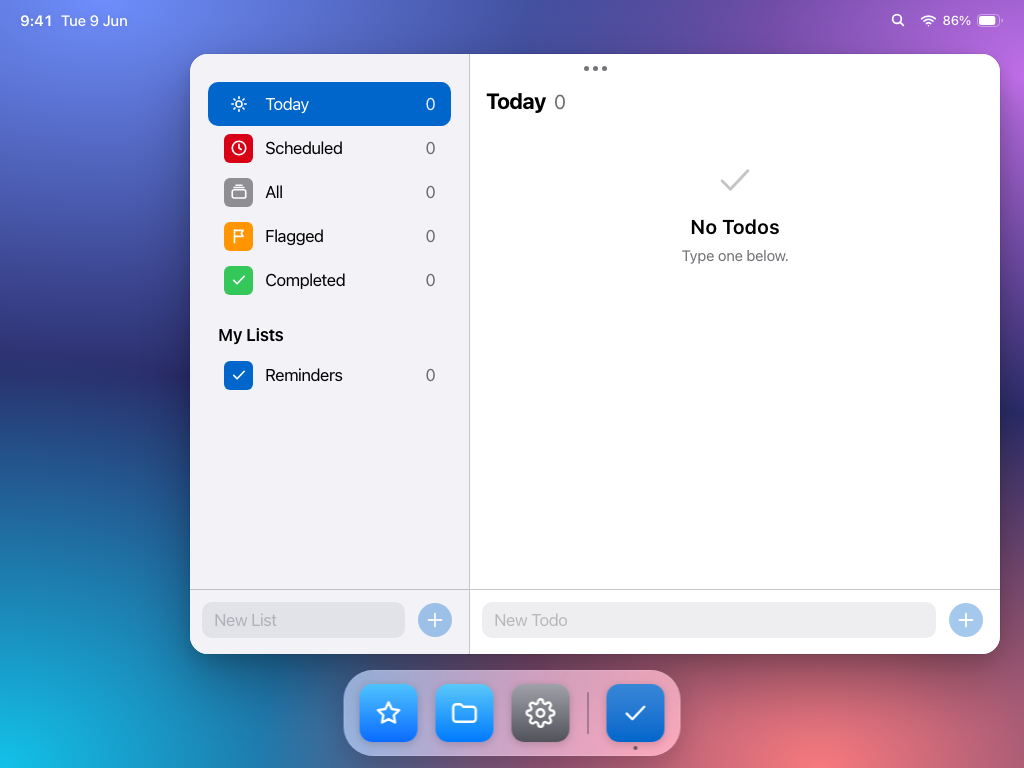 9:41 Tue 9 Jun
86%
Today 0
Scheduled 0
All 0
Flagged 0
Completed 0
My Lists
Reminders 0
New List
Today 0
No Todos
Type one below.
New Todo